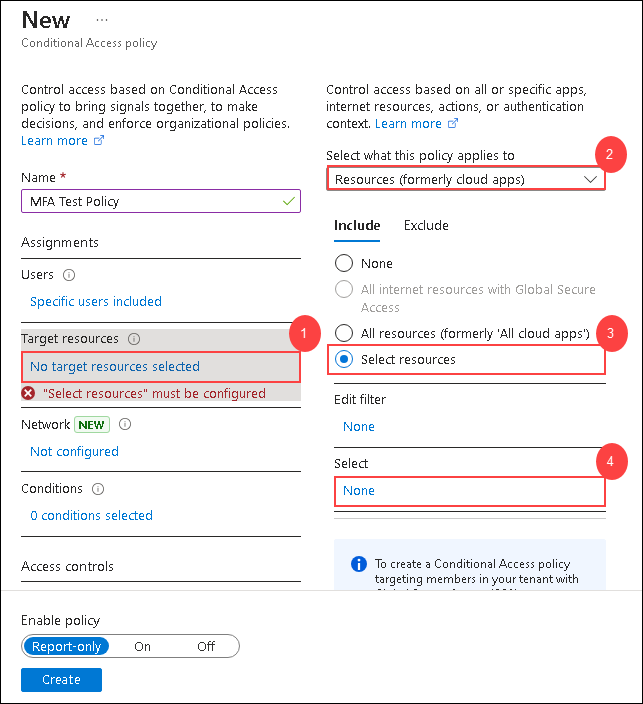 New ...
Conditional Access policy
Control access based on Conditional Access
policy to bring signals together, to make
decisions, and enforce organizational policies.
Learn more
Name *
MFA Test Policy
Assignments
Users
Specific users included
Target resources
1
No target resources selected
"Select resources" must be configured
Network NEW
Not configured
Conditions
0 conditions selected
Access controls
Control access based on all or specific apps,
internet resources, actions, or authentication
context. Learn more
Select what this policy applies to
2
Resources (formerly cloud apps)
Include Exclude
None
All internet resources with Global Secure
Access
All resources (formerly 'All cloud apps')
3
Select resources
Edit filter
None
Select
4
None
To create a Conditional Access policy
targeting members in your tenant with
Enable policy
Report-only On Off
Create